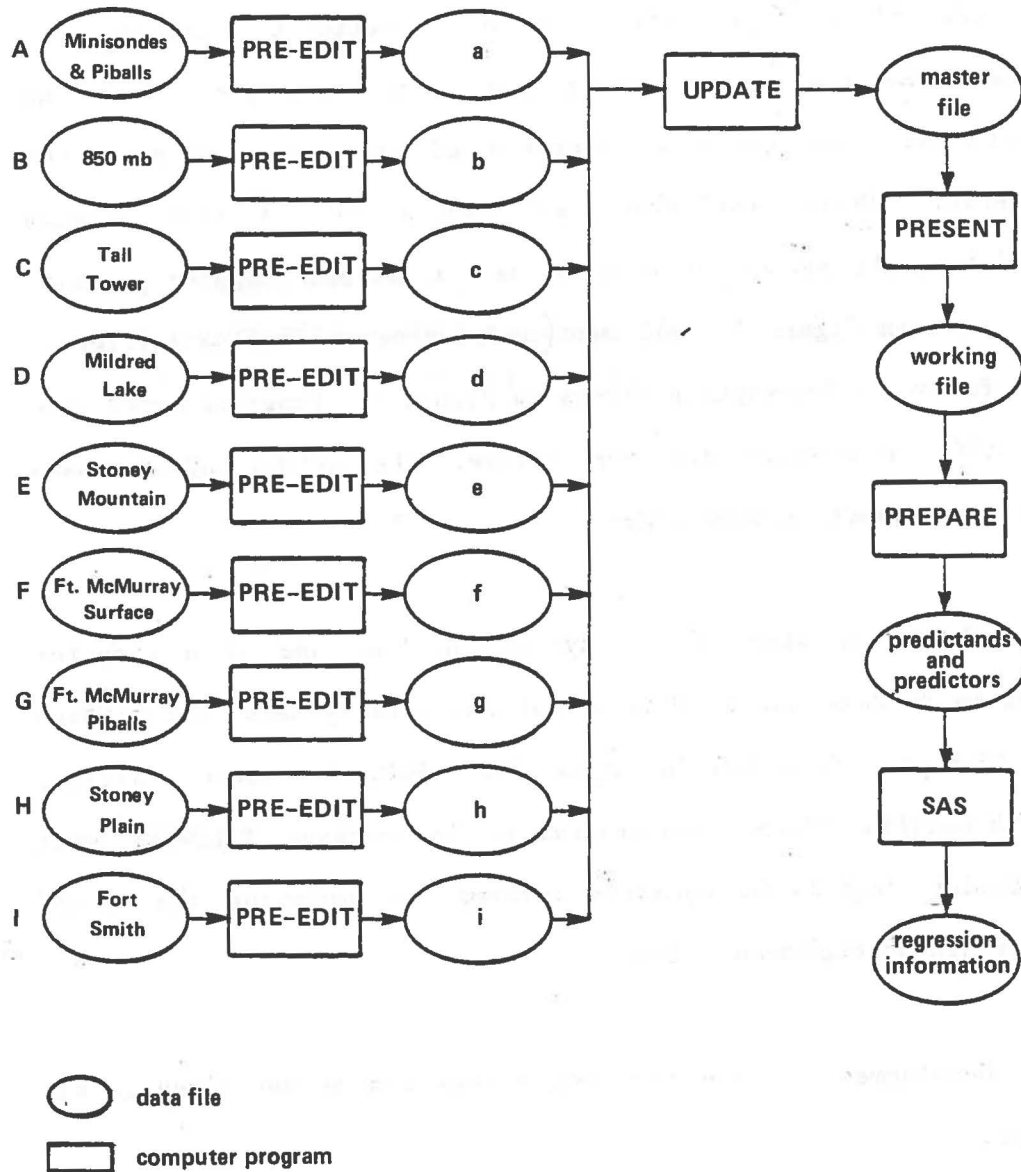 A
Minisondes
& Piballs
PRE-EDIT
a
UPDATE
master
file
B
850 mb
PRE-EDIT
b
PRESENT
C
Tall
Tower
PRE-EDIT
c
working
file
D
Mildred
Lake
PRE-EDIT
d
E
Stoney
Mountain
PRE-EDIT
e
PREPARE
F
Ft. McMurray
Surface
PRE-EDIT
f
predictands
and
predictors
G
Ft. McMurray
Piballs
PRE-EDIT
g
H
Stoney
Plain
PRE-EDIT
h
SAS
I
Fort
Smith
PRE-EDIT
i
regression
information
data file
computer program